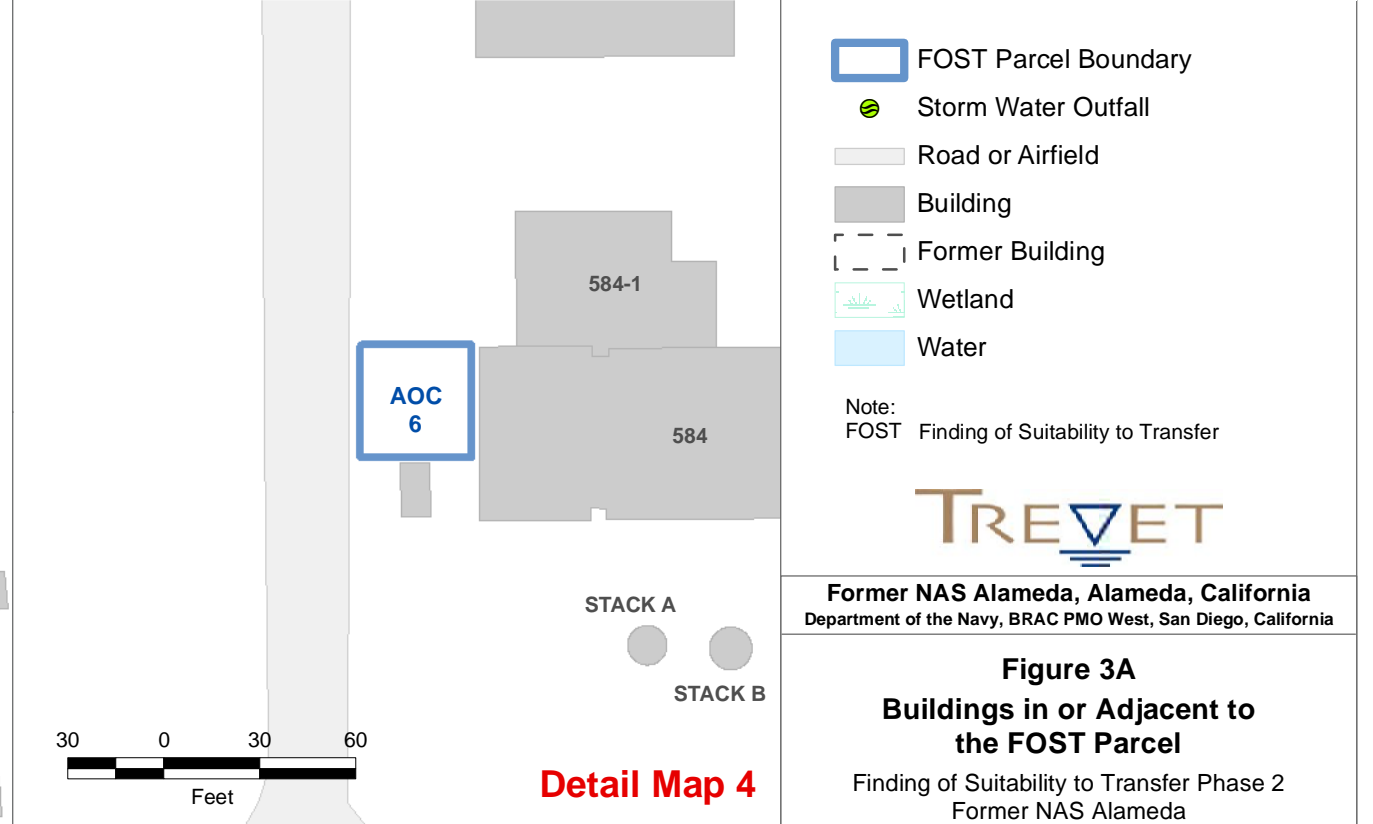 584-1
AOC
6
584
STACK A
STACK B
30 0 30 60
Feet
Detail Map 4
FOST Parcel Boundary
Storm Water Outfall
Road or Airfield
Building
Former Building
Wetland
Water
Note:
FOST Finding of Suitability to Transfer
TREVET
Former NAS Alameda, Alameda, California
Department of the Navy, BRAC PMO West, San Diego, California
Figure 3A
Buildings in or Adjacent to
the FOST Parcel
Finding of Suitability to Transfer Phase 2
Former NAS Alameda